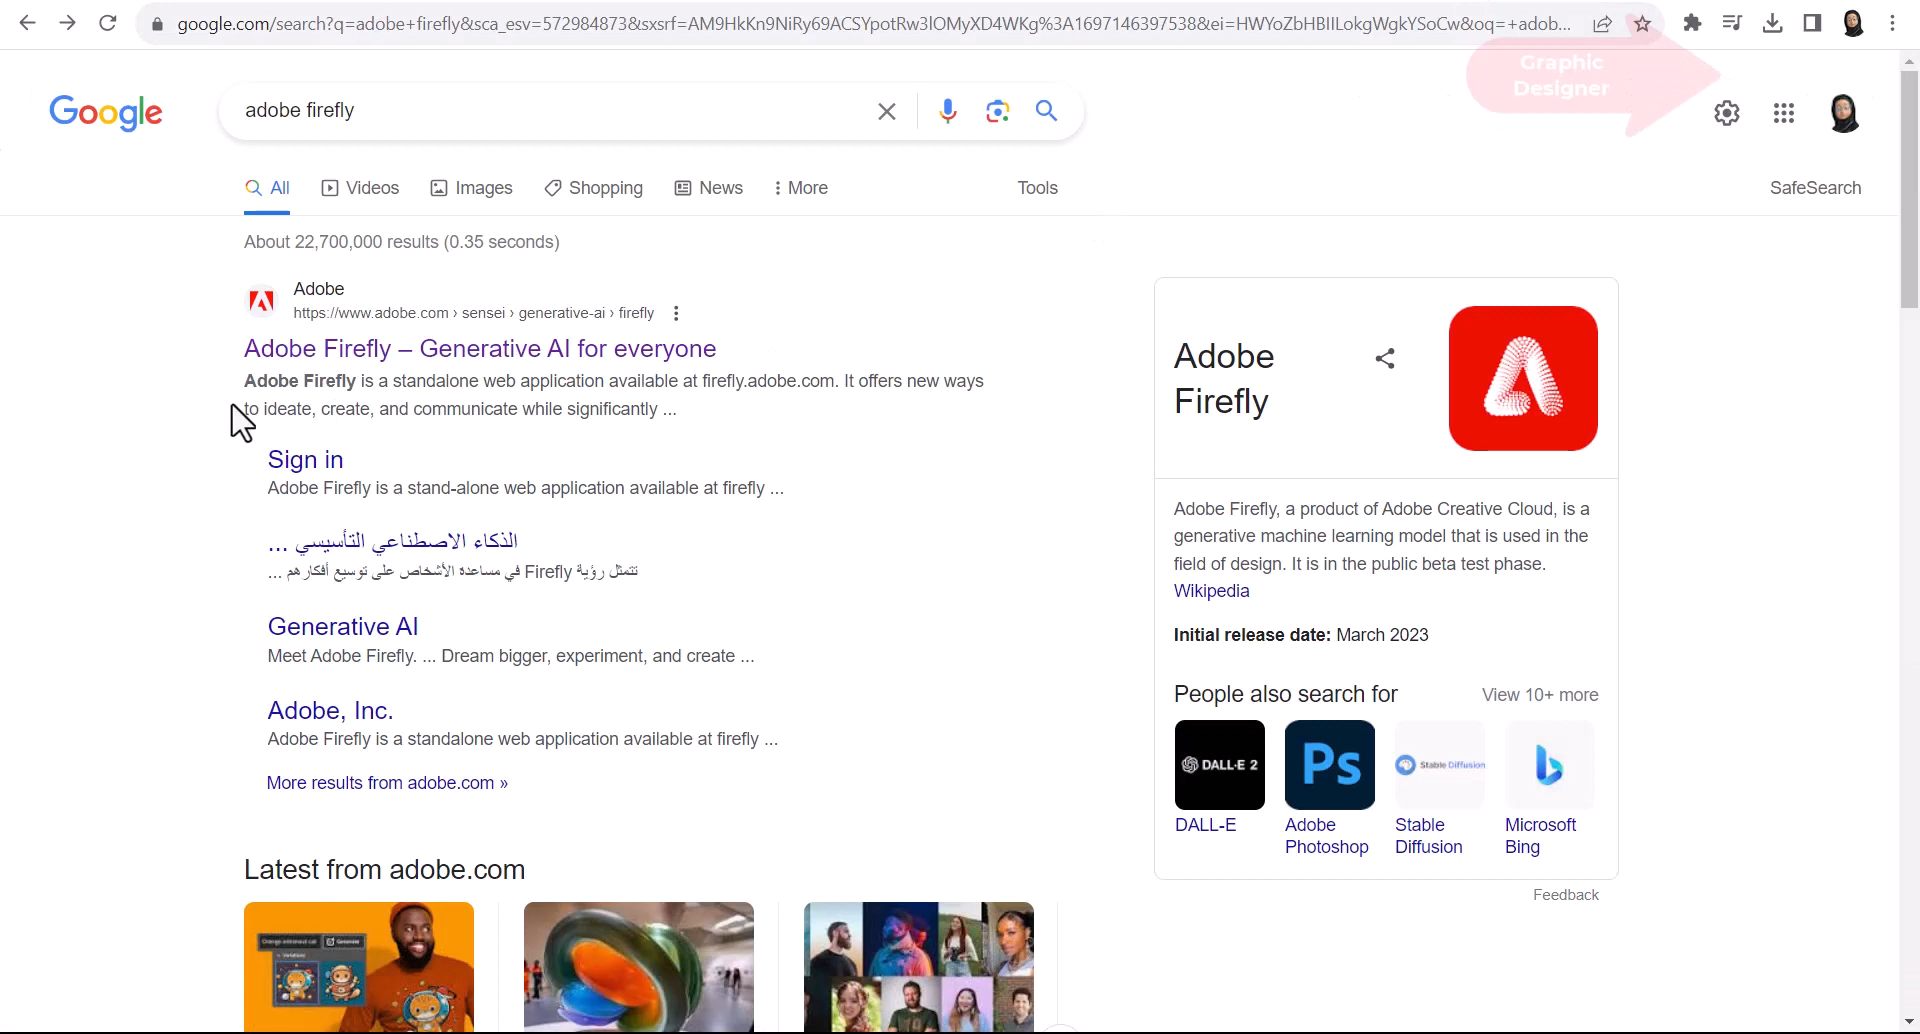 google.com/search?q=adobe+firefly&sca_esv=572984873&sxsrf=AM9HkKn9NiRy69ACSYpotRw3lOMyXD4WKg%3A1697146397538&ei=HWYoZbHBIILokgWgkYSoCw&oq=+adob...
Graphic
Designer
Google
adobe firefly
All
Videos
Images
Shopping
News
More
Tools
SafeSearch
About 22,700,000 results (0.35 seconds)
Adobe
https://www.adobe.com › sensei › generative-ai › firefly
Adobe Firefly – Generative AI for everyone
Adobe Firefly is a standalone web application available at firefly.adobe.com. It offers new ways
to ideate, create, and communicate while significantly ...
Sign in
Adobe Firefly is a stand-alone web application available at firefly ...
الذكاء الاصطناعي التأسيسي ...
تتمثل رؤية Firefly في مساعدة الأشخاص على توسيع أفكارهم ...
Generative AI
Meet Adobe Firefly. ... Dream bigger, experiment, and create ...
Adobe, Inc.
Adobe Firefly is a standalone web application available at firefly ...
More results from adobe.com »
Latest from adobe.com
Generate
Variations
Adobe
Firefly
Adobe Firefly, a product of Adobe Creative Cloud, is a
generative machine learning model that is used in the
field of design. It is in the public beta test phase.
Wikipedia
Initial release date: March 2023
People also search for
View 10+ more
DALL·E 2
Ps
Stable Diffusion
DALL-E
Adobe
Photoshop
Stable
Diffusion
Microsoft
Bing
Feedback